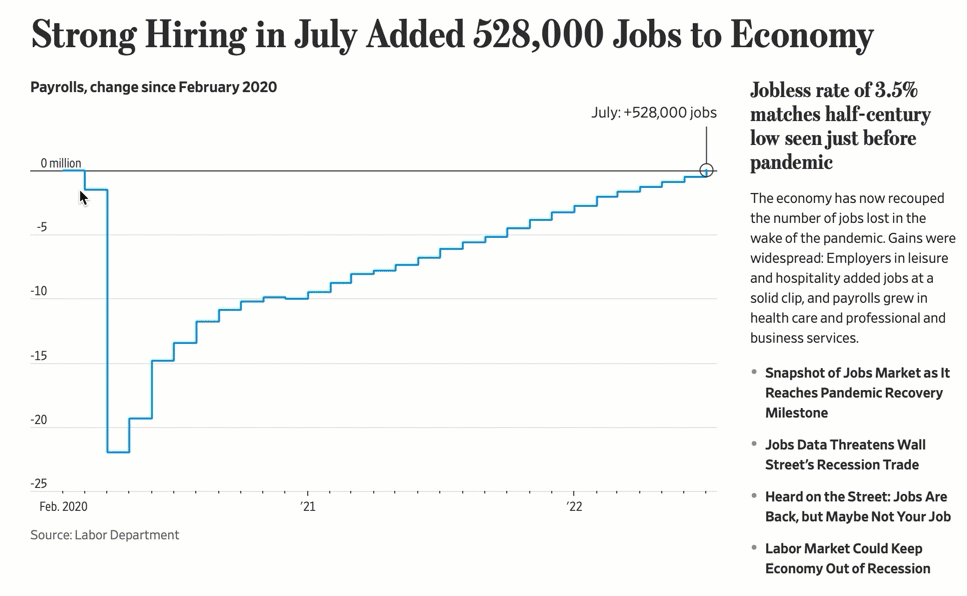 Strong Hiring in July Added 528,000 Jobs to Economy
Payrolls, change since February 2020
July: +528,000 jobs
0 million
-5
-10
-15
-20
-25
Feb. 2020
’21
’22
Source: Labor Department
Jobless rate of 3.5%
matches half-century
low seen just before
pandemic
The economy has now recouped
the number of jobs lost in the
wake of the pandemic. Gains were
widespread: Employers in leisure
and hospitality added jobs at a
solid clip, and payrolls grew in
health care and professional and
business services.
• Snapshot of Jobs Market as It
Reaches Pandemic Recovery
Milestone
• Jobs Data Threatens Wall
Street’s Recession Trade
• Heard on the Street: Jobs Are
Back, but Maybe Not Your Job
• Labor Market Could Keep
Economy Out of Recession